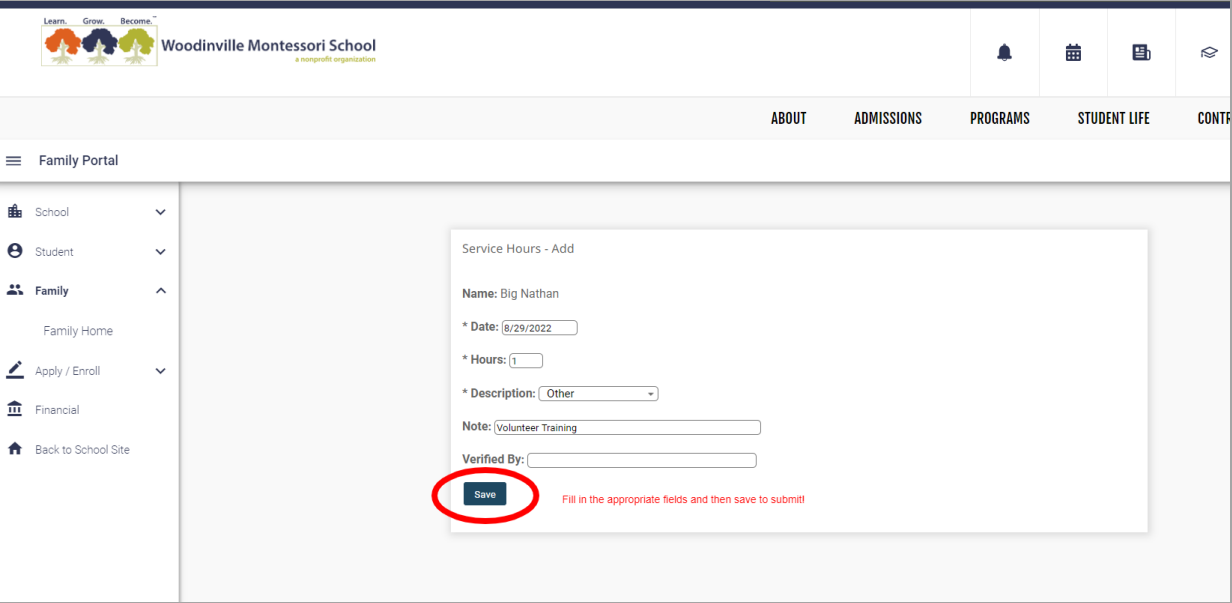 Learn. Grow. Become.™
Woodinville Montessori School
a nonprofit organization
ABOUT ADMISSIONS PROGRAMS STUDENT LIFE CONTR
Family Portal
School
Student
Family
Family Home
Apply / Enroll
Financial
Back to School Site
Service Hours - Add
Name: Big Nathan
* Date: 8/29/2022
* Hours: 1
* Description: Other
Note: Volunteer Training
Verified By:
Save
Fill in the appropriate fields and then save to submit!